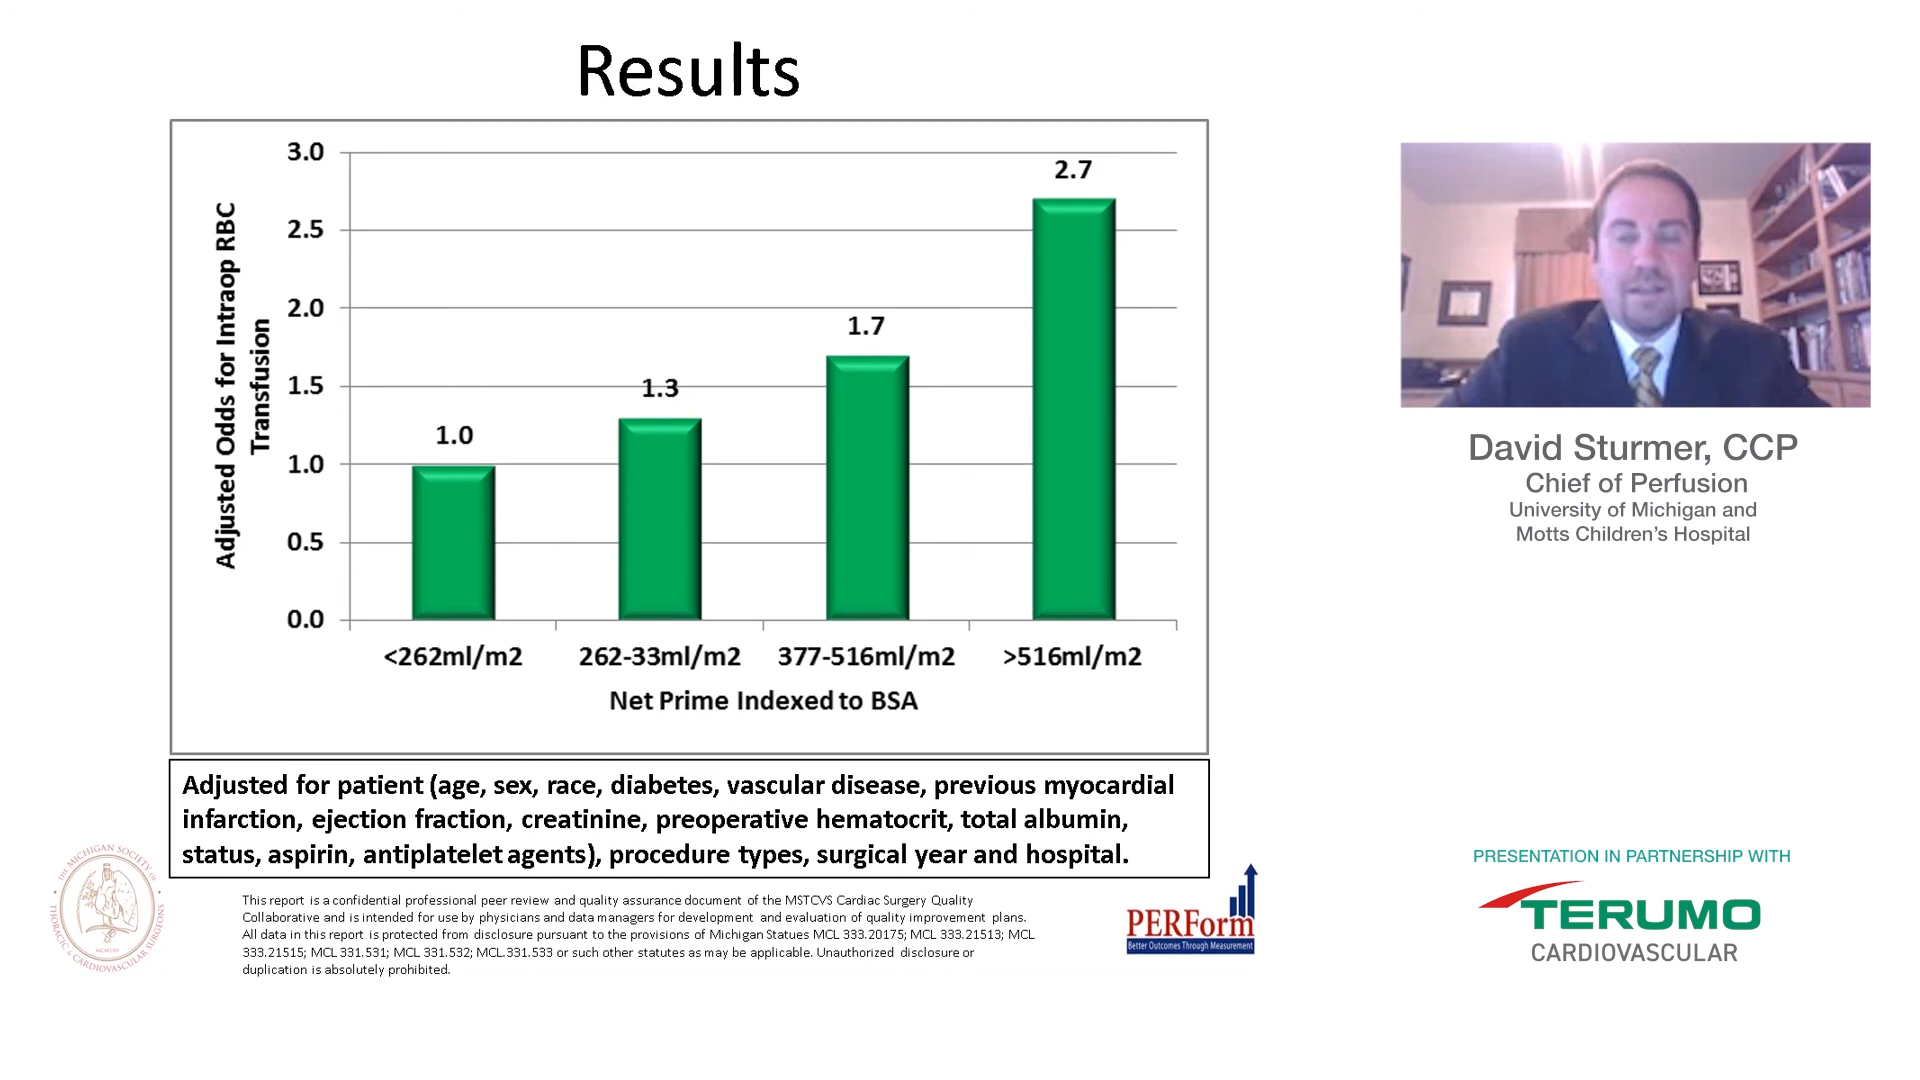 Results
3.0
2.5
2.0
1.5
1.0
0.5
0.0
Adjusted Odds for Intraop RBC
Transfusion
1.0
1.3
1.7
2.7
<262ml/m2
262-33ml/m2
377-516ml/m2
>516ml/m2
Net Prime Indexed to BSA
Adjusted for patient (age, sex, race, diabetes, vascular disease, previous myocardial
infarction, ejection fraction, creatinine, preoperative hematocrit, total albumin,
status, aspirin, antiplatelet agents), procedure types, surgical year and hospital.
THE MICHIGAN SOCIETY OF
THORACIC & CARDIOVASCULAR SURGEONS
MCMLXV
This report is a confidential professional peer review and quality assurance document of the MSTCVS Cardiac Surgery Quality
Collaborative and is intended for use by physicians and data managers for development and evaluation of quality improvement plans.
All data in this report is protected from disclosure pursuant to the provisions of Michigan Statues MCL 333.20175; MCL 333.21513; MCL
333.21515; MCL 331.531; MCL 331.532; MCL.331.533 or such other statutes as may be applicable. Unauthorized disclosure or
duplication is absolutely prohibited.
PERForm
Better Outcomes Through Measurement
David Sturmer, CCP
Chief of Perfusion
University of Michigan and
Motts Children's Hospital
PRESENTATION IN PARTNERSHIP WITH
TERUMO
CARDIOVASCULAR